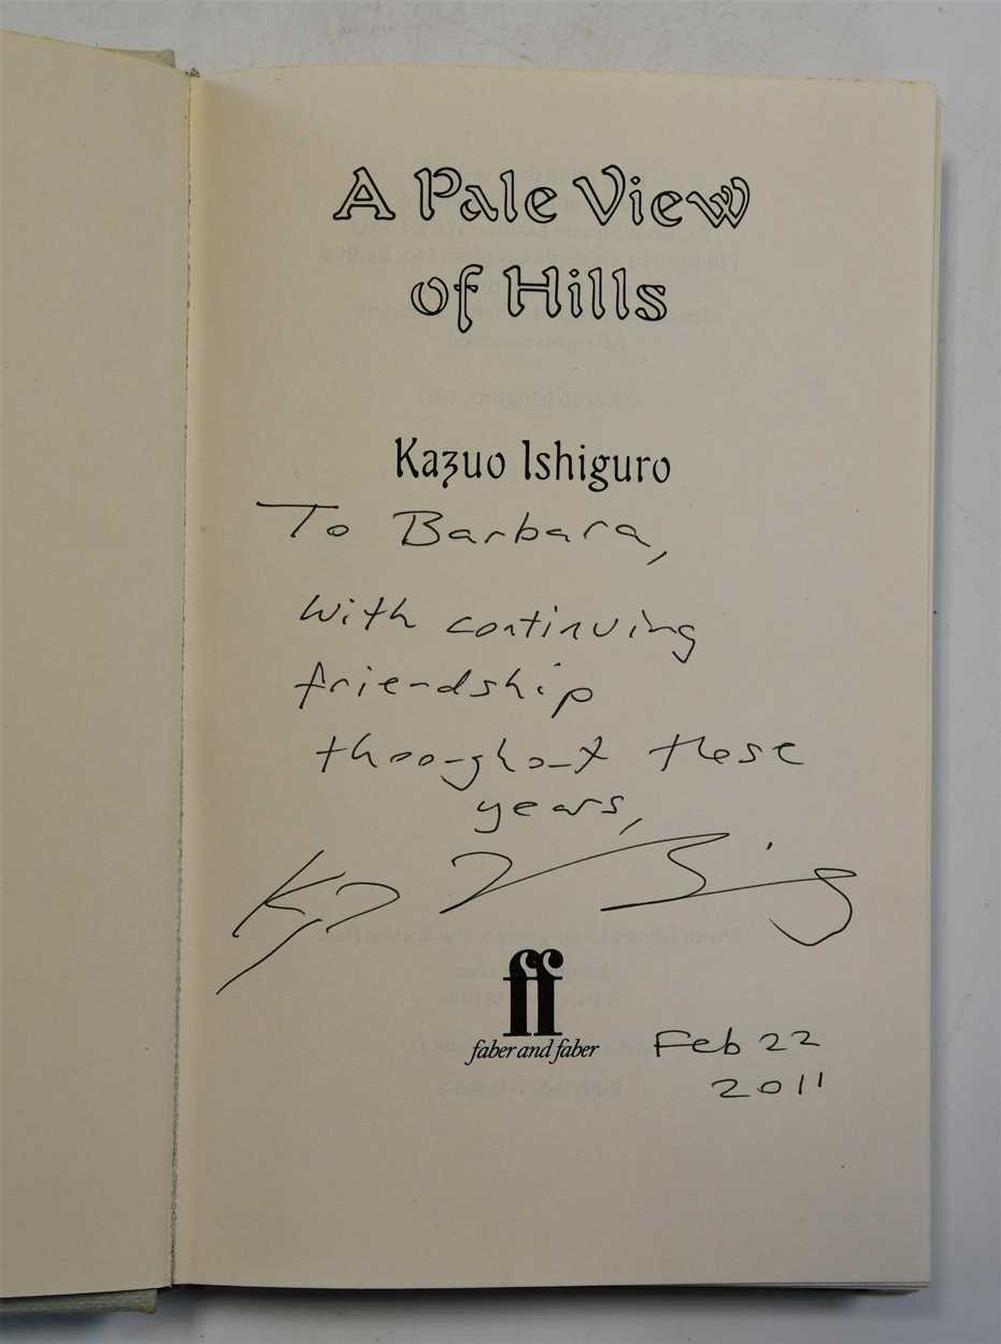 A Pale View
of Hills
Kazuo Ishiguro
To Barbara,
With continuing
friendship
throughout these
years,
ff
faber and faber
Feb 22
2011